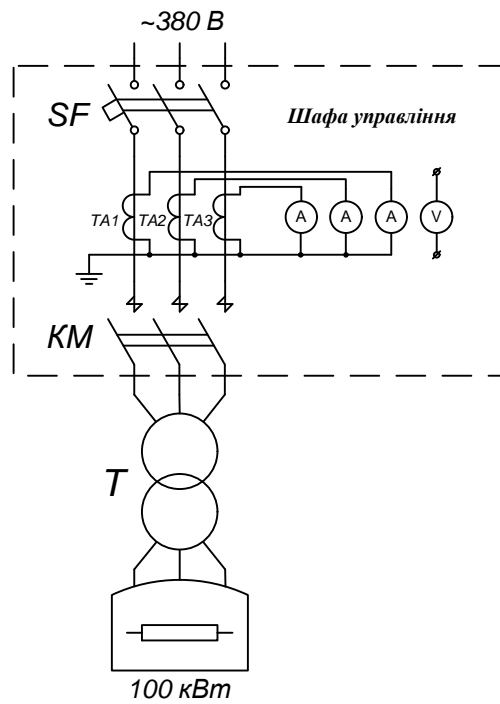 ~380 В
SF
Шафа управління
TA1 TA2 TA3 A A A V
КМ
Т
100 кВт